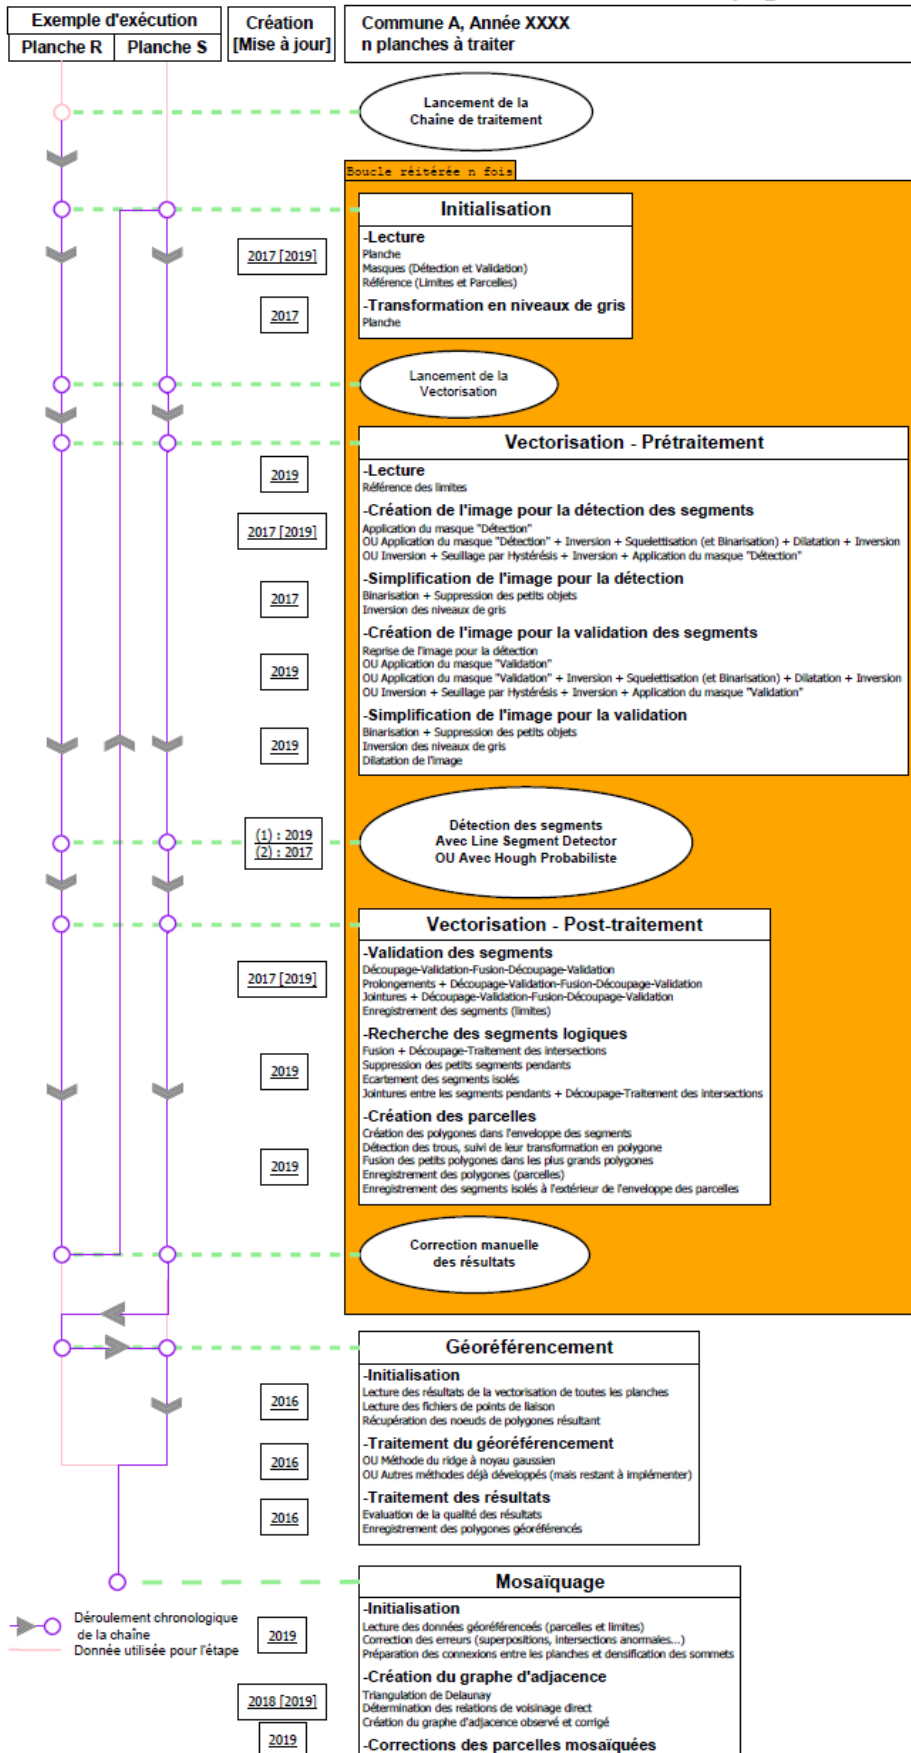 Exemple d'exécution
Planche R
Planche S
Création
[Mise à jour]
Commune A, Année XXXX
n planches à traiter
Lancement de la
Chaîne de traitement
Boucle réitérée n fois
Initialisation
-Lecture
Planche
Masques (Détection et Validation)
Référence (Limites et Parcelles)
2017 [2019]
-Transformation en niveaux de gris
Planche
2017
Lancement de la
Vectorisation
Vectorisation - Prétraitement
-Lecture
Référence des limites
2019
-Création de l'image pour la détection des segments
Application du masque "Détection"
OU Application du masque "Détection" + Inversion + Squelettisation (et Binarisation) + Dilatation + Inversion
OU Inversion + Seuillage par Hystérésis + Inversion + Application du masque "Détection"
2017 [2019]
-Simplification de l'image pour la détection
Binarisation + Suppression des petits objets
Inversion des niveaux de gris
2017
-Création de l'image pour la validation des segments
Reprise de l'image pour la détection
OU Application du masque "Validation"
OU Application du masque "Validation" + Inversion + Squelettisation (et Binarisation) + Dilatation + Inversion
OU Inversion + Seuillage par Hystérésis + Inversion + Application du masque "Validation"
2019
-Simplification de l'image pour la validation
Binarisation + Suppression des petits objets
Inversion des niveaux de gris
Dilatation de l'image
2019
(1) : 2019
(2) : 2017
Détection des segments
Avec Line Segment Detector
OU Avec Hough Probabiliste
Vectorisation - Post-traitement
-Validation des segments
Découpage-Validation-Fusion-Découpage-Validation
Prolongements + Découpage-Validation-Fusion-Découpage-Validation
Jointures + Découpage-Validation-Fusion-Découpage-Validation
Enregistrement des segments (limites)
2017 [2019]
-Recherche des segments logiques
Fusion + Découpage-Traitement des intersections
Suppression des petits segments pendants
Ecartement des segments isolés
Jointures entre les segments pendants + Découpage-Traitement des intersections
2019
-Création des parcelles
Création des polygones dans l'enveloppe des segments
Détection des trous, suivi de leur transformation en polygone
Fusion des petits polygones dans les plus grands polygones
Enregistrement des polygones (parcelles)
Enregistrement des segments isolés à l'extérieur de l'enveloppe des parcelles
2019
Correction manuelle
des résultats
Géoréférencement
-Initialisation
Lecture des résultats de la vectorisation de toutes les planches
Lecture des fichiers de points de liaison
Récupération des noeuds de polygones résultant
2016
-Traitement du géoréférencement
OU Méthode du ridge à noyau gaussien
OU Autres méthodes déjà développés (mais restant à implémenter)
2016
-Traitement des résultats
Evaluation de la qualité des résultats
Enregistrement des polygones géoréférencés
2016
Mosaïquage
-Initialisation
Lecture des données géoréférenceés (parcelles et limites)
Correction des erreurs (superpositions, intersections anormales...)
Préparation des connexions entre les planches et densification des sommets
2019
Déroulement chronologique
de la chaîne
Donnée utilisée pour l'étape
-Création du graphe d'adjacence
Triangulation de Delaunay
Détermination des relations de voisinage direct
Création du graphe d'adjacence observé et corrigé
2018 [2019]
2019
-Corrections des parcelles mosaïquées